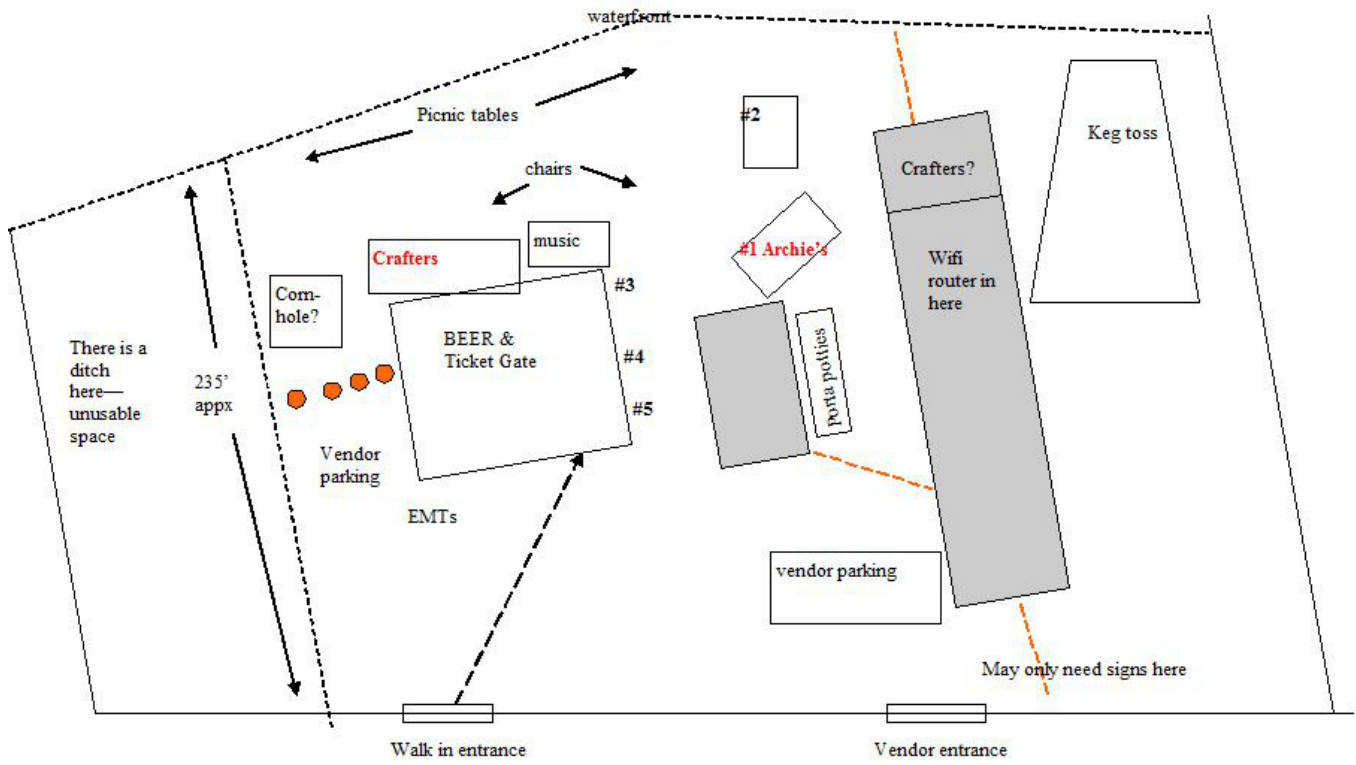 waterfront
Picnic tables
#2
Keg toss
chairs
Crafters?
music
Crafters
#1 Archie's
Wifi
router in
here
#3
Corn-
hole?
BEER &
Ticket Gate
There is a
ditch
here—
unusable
space
235'
appx
#4
Porta potties
#5
Vendor
parking
EMTs
vendor parking
May only need signs here
Walk in entrance
Vendor entrance